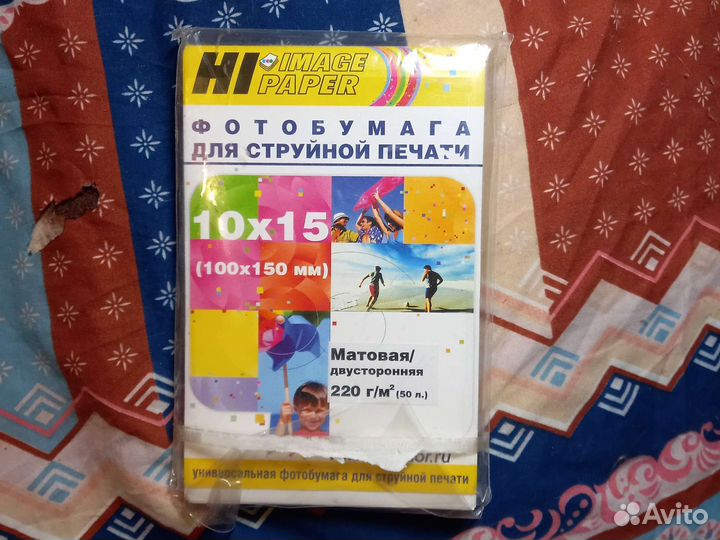 HI IMAGE
PAPER
ФОТОБУМАГА
ДЛЯ СТРУЙНОЙ ПЕЧАТИ
10x15
(100x150 мм)
Матовая/
двусторонняя
220 г/м² (50 л.)
универсальная фотобумага для струйной печати
Avito